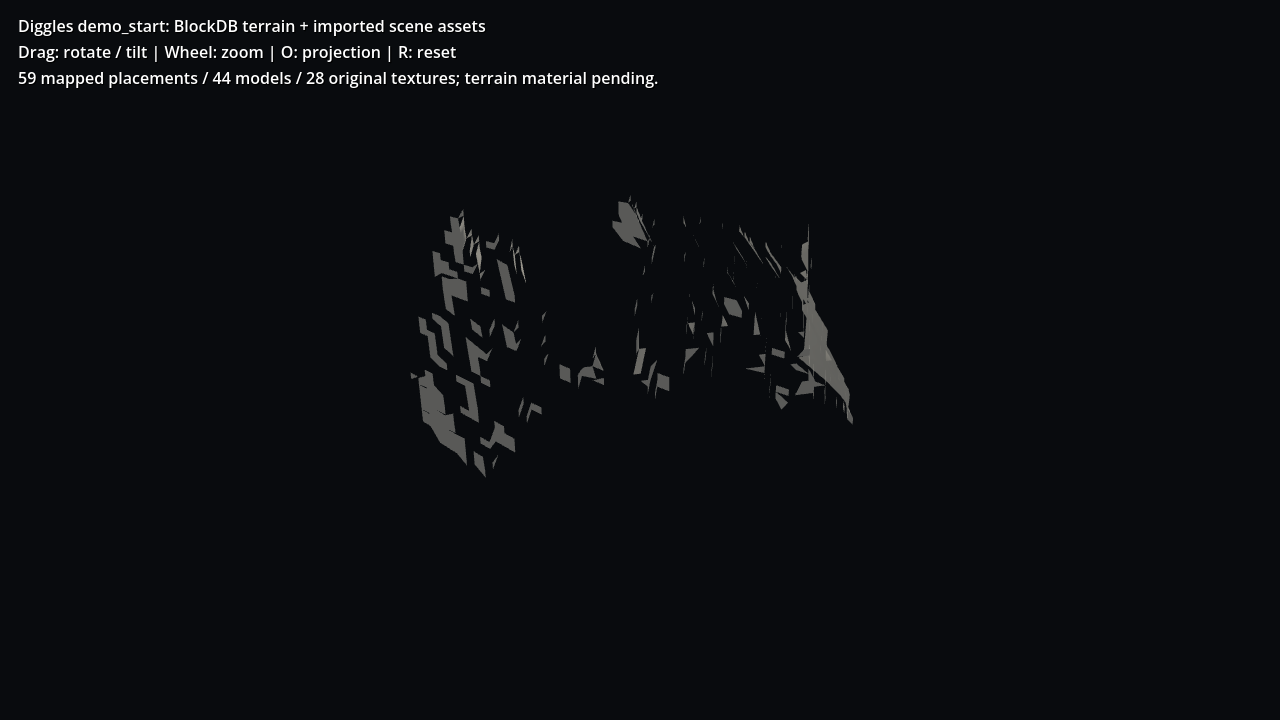 Diggles demo_start: BlockDB terrain + imported scene assets
Drag: rotate / tilt | Wheel: zoom | O: projection | R: reset
59 mapped placements / 44 models / 28 original textures; terrain material pending.